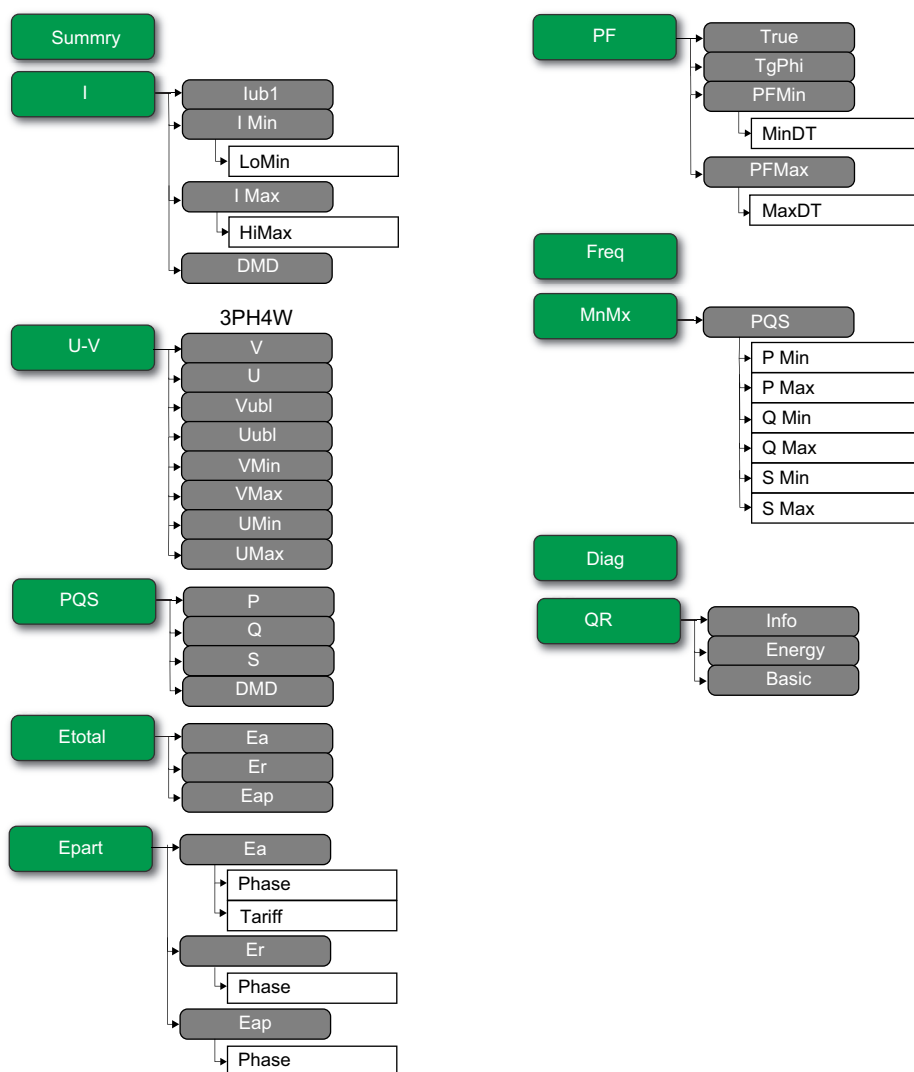 Summry
I
Iub1
I Min
LoMin
I Max
HiMax
DMD
3PH4W
U-V
V
U
Vubl
Uubl
VMin
VMax
UMin
UMax
PQS
P
Q
S
DMD
Etotal
Ea
Er
Eap
Epart
Ea
Phase
Tariff
Er
Phase
Eap
Phase
PF
True
TgPhi
PFMin
MinDT
PFMax
MaxDT
Freq
MnMx
PQS
P Min
P Max
Q Min
Q Max
S Min
S Max
Diag
QR
Info
Energy
Basic